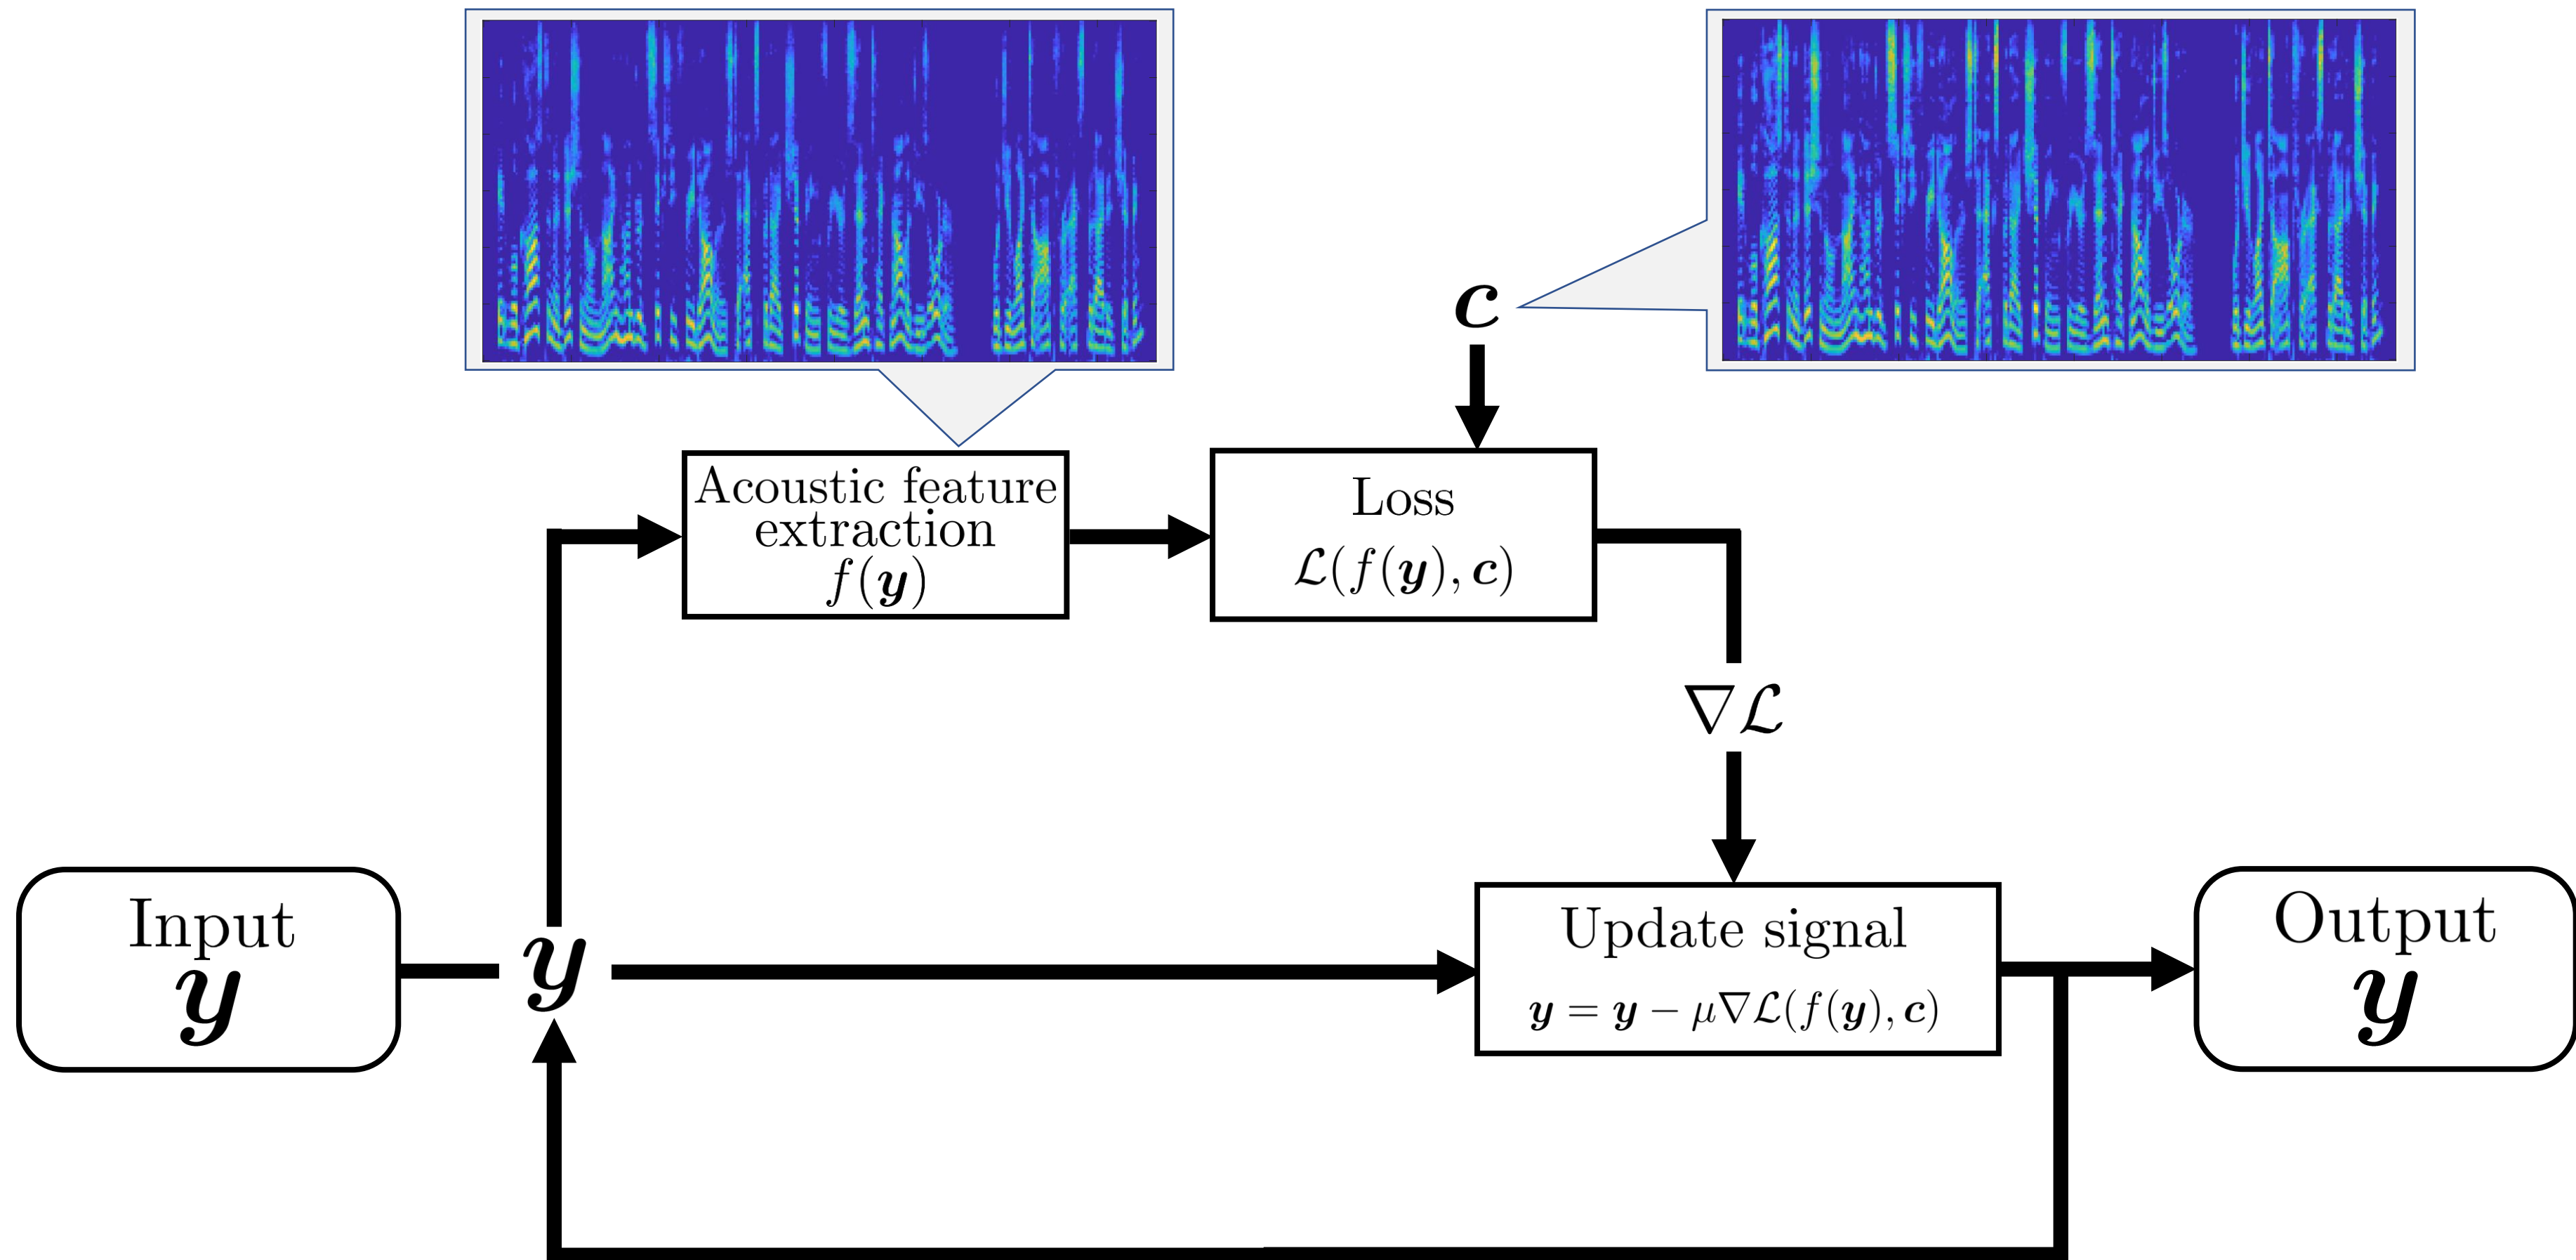 c
Acoustic feature
extraction
f(y)
Loss
ℒ(f(y), c)
∇ℒ
Input
y
y
Update signal
y = y − μ∇ℒ(f(y), c)
Output
y